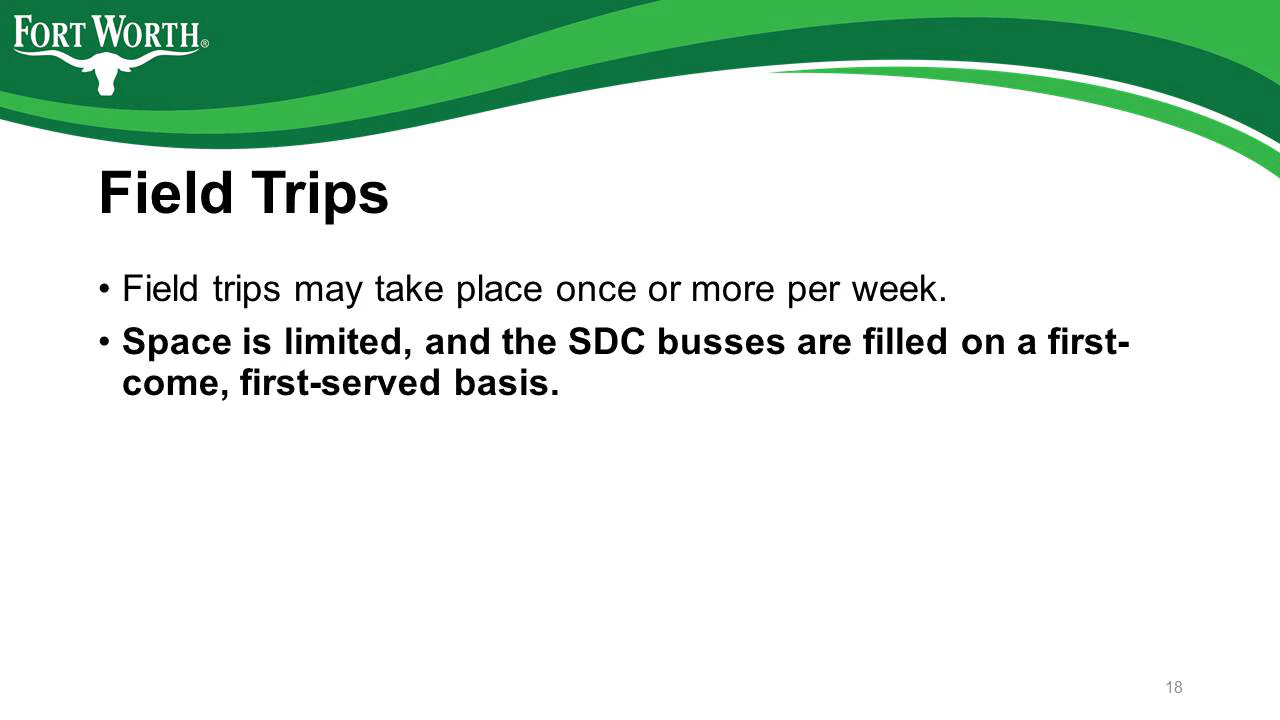 FORT WORTH®
Field Trips
• Field trips may take place once or more per week.
• Space is limited, and the SDC busses are filled on a first-
come, first-served basis.
18